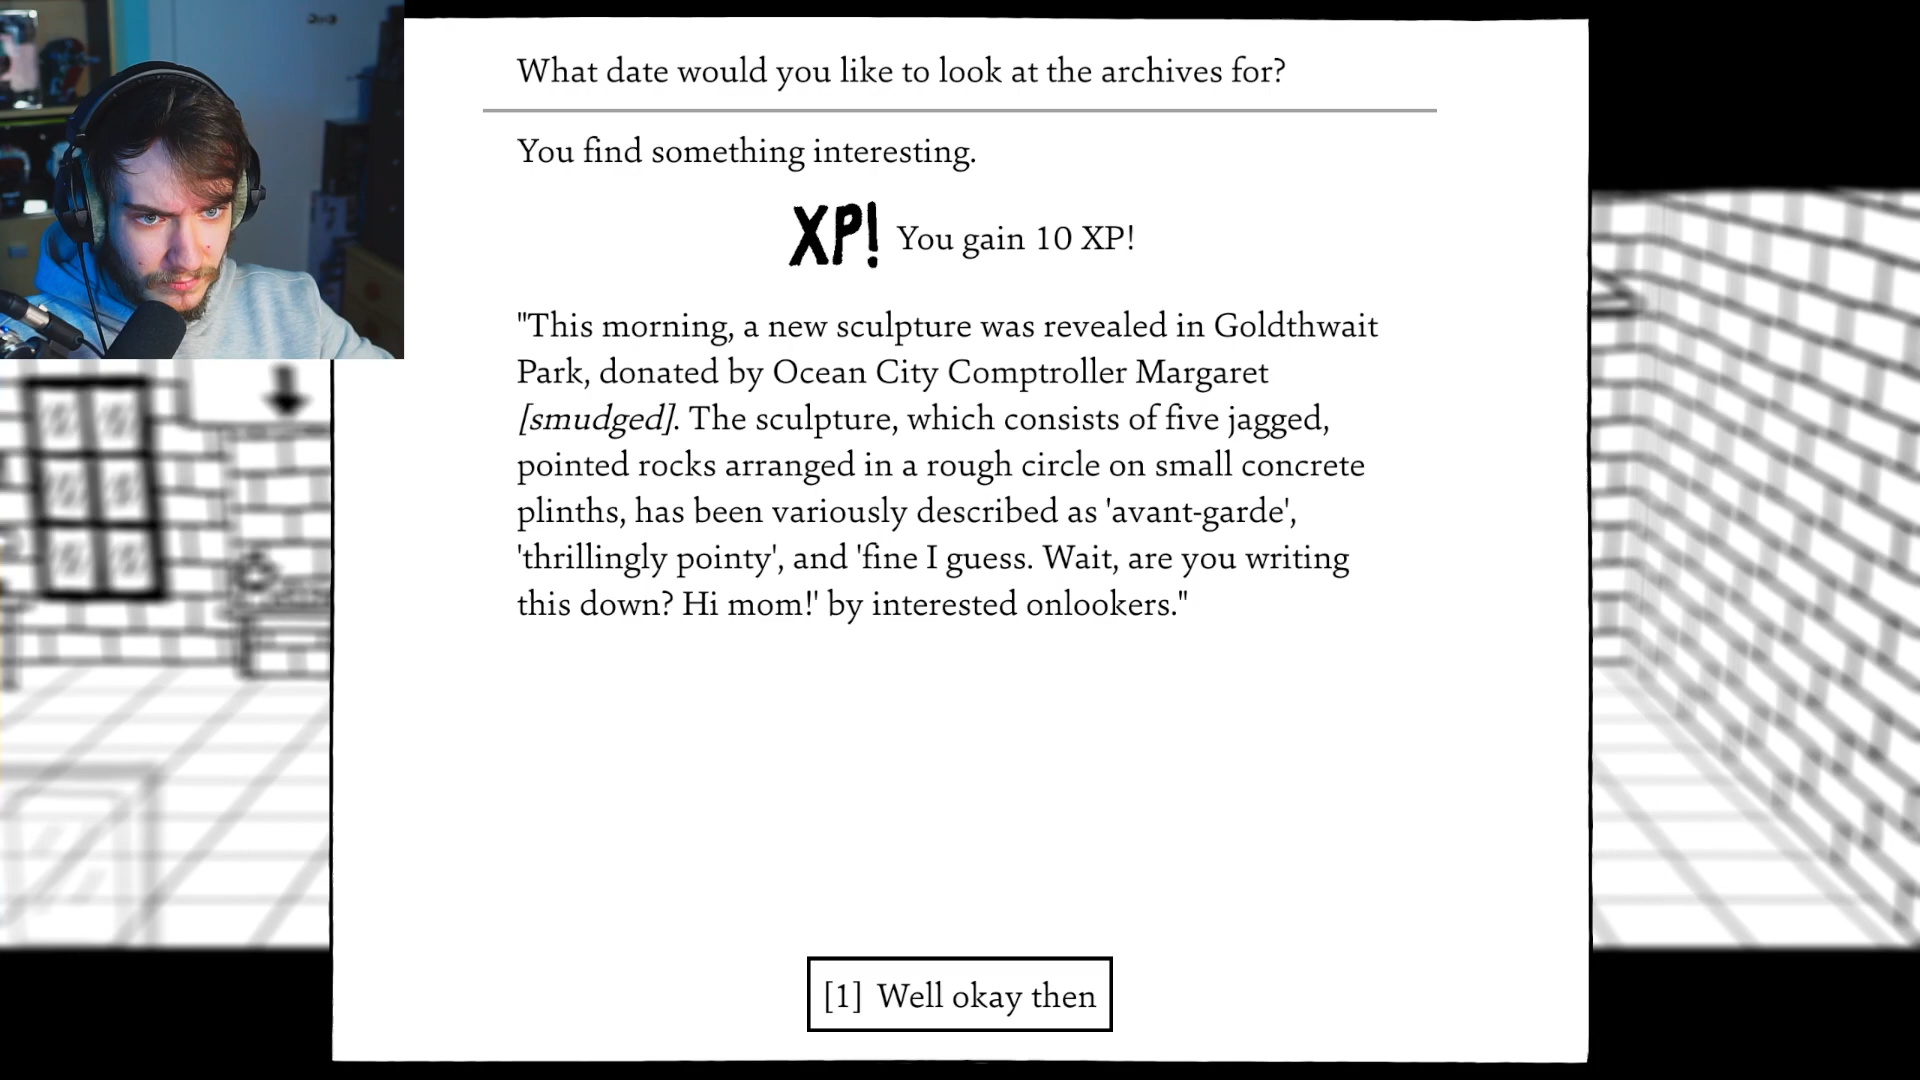 What date would you like to look at the archives for?
You find something interesting.
XP! You gain 10 XP!
"This morning, a new sculpture was revealed in Goldthwait
Park, donated by Ocean City Comptroller Margaret
[smudged]. The sculpture, which consists of five jagged,
pointed rocks arranged in a rough circle on small concrete
plinths, has been variously described as 'avant-garde',
'thrillingly pointy', and 'fine I guess. Wait, are you writing
this down? Hi mom!' by interested onlookers."
[1] Well okay then